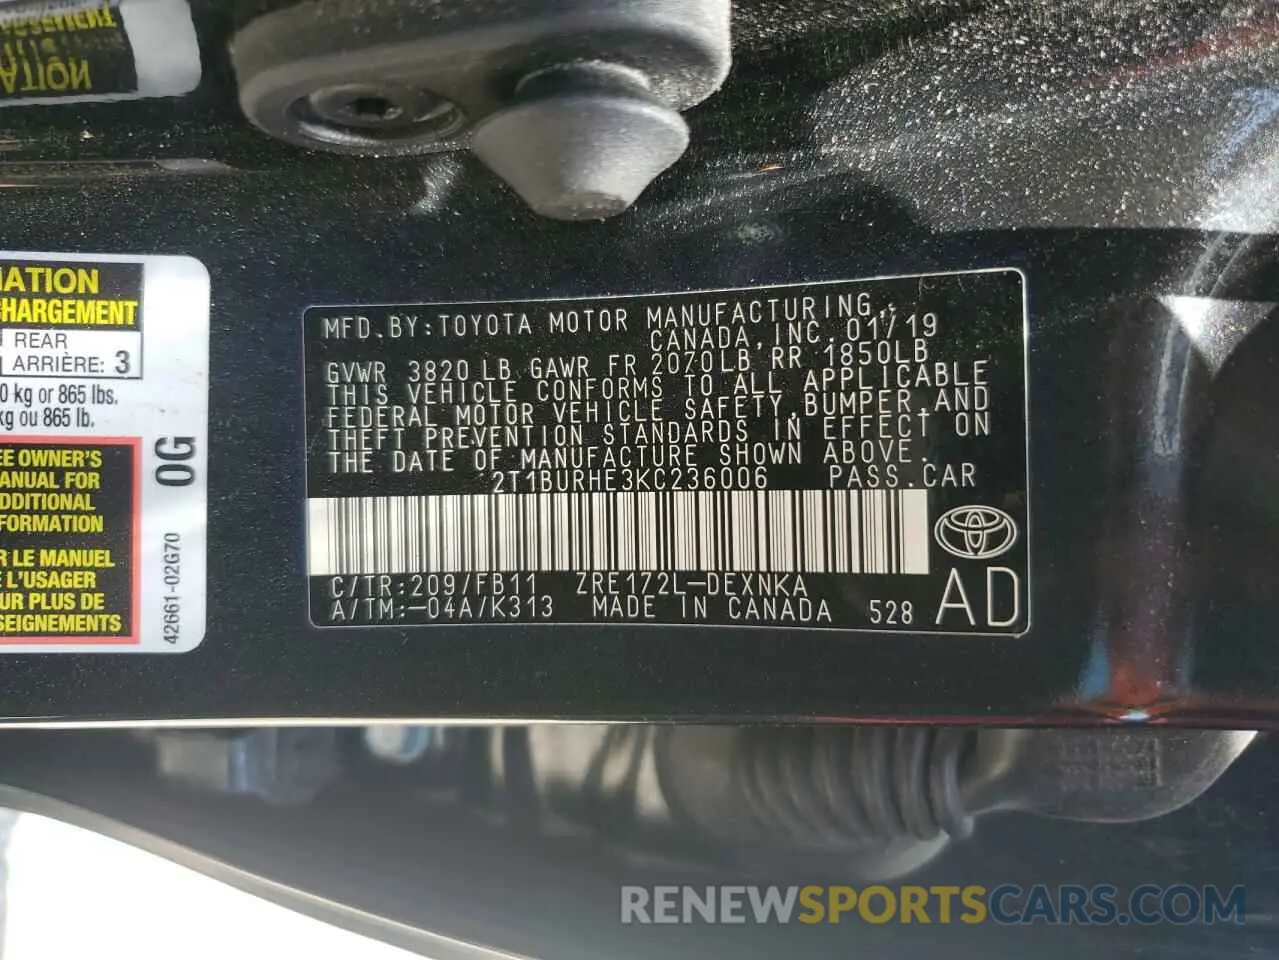 NOITA
MATION
CHARGEMENT
REAR
ARRIÈRE: 3
0 kg or 865 lbs.
kg ou 865 lb.
EE OWNER'S
ANUAL FOR
ADDITIONAL
FORMATION
R LE MANUEL
L'USAGER
UR PLUS DE
SEIGNEMENTS
0G
42661-02G70
MFD.BY:TOYOTA MOTOR MANUFACTURING,
CANADA,INC.01/19
GVWR 3820 LB GAWR FR 2070LB RR 1850LB
THIS VEHICLE CONFORMS TO ALL APPLICABLE
FEDERAL MOTOR VEHICLE SAFETY,BUMPER,AND
THEFT PREVENTION STANDARDS IN EFFECT ON
THE DATE OF MANUFACTURE SHOWN ABOVE.
2T1BURHE3KC236006 PASS.CAR
C/TR:209/FB11 ZRE172L-DEXNKA
A/TM:-04A/K313 MADE IN CANADA 528
AD
RENEWSPORTSCARS.COM